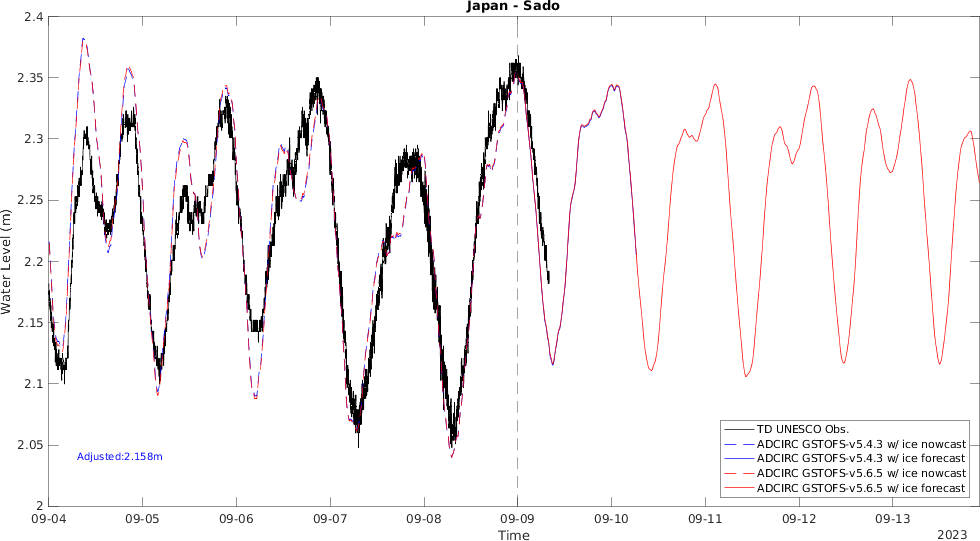 Japan - Sado
2.4
2.35
2.3
2.25
2.2
2.15
2.1
2.05
2
Water Level (m)
Adjusted:2.158m
TD UNESCO Obs.
ADCIRC GSTOFS-v5.4.3 w/ ice nowcast
ADCIRC GSTOFS-v5.4.3 w/ ice forecast
ADCIRC GSTOFS-v5.6.5 w/ ice nowcast
ADCIRC GSTOFS-v5.6.5 w/ ice forecast
09-04 09-05 09-06 09-07 09-08 09-09 09-10 09-11 09-12 09-13
Time
2023